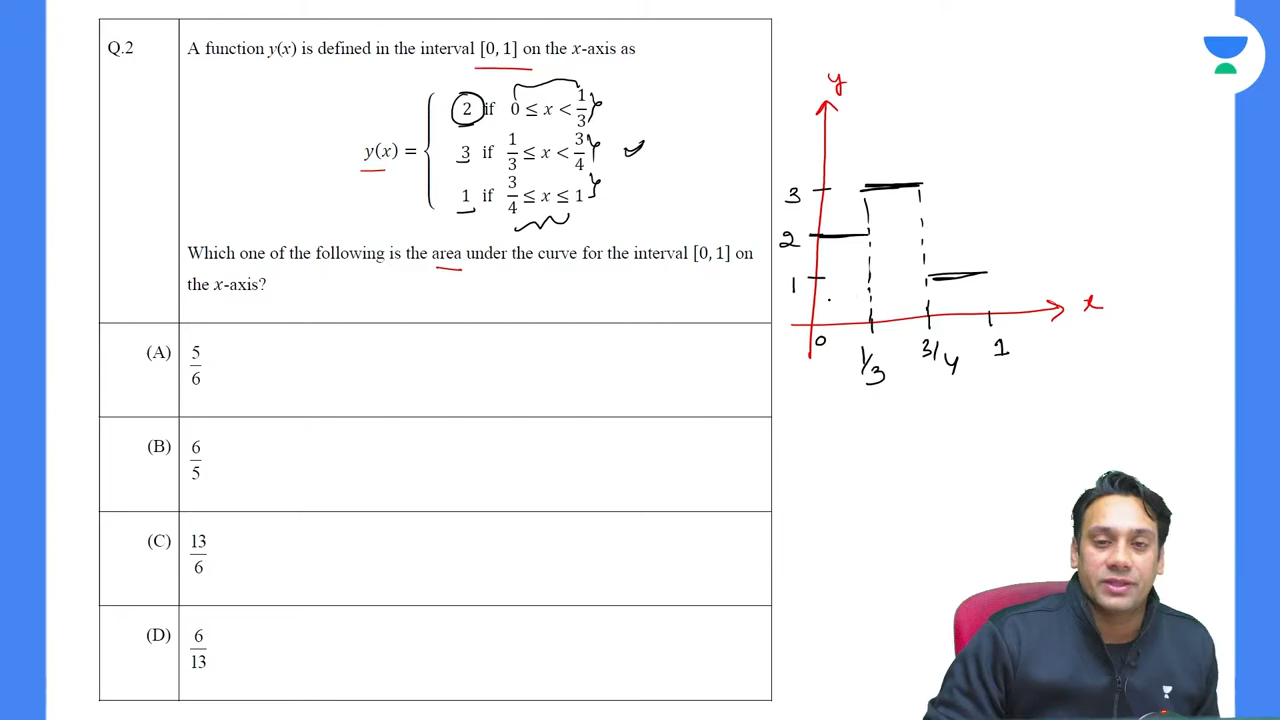 Q.2
A function y(x) is defined in the interval [0, 1] on the x-axis as
y(x) = { 2 if 0 ≤ x < 1/3
3 if 1/3 ≤ x < 3/4
1 if 3/4 ≤ x ≤ 1
Which one of the following is the area under the curve for the interval [0, 1] on
the x-axis?
(A) 5/6
(B) 6/5
(C) 13/6
(D) 6/13
y
3
2
1
x
0 1/3 3/4 1